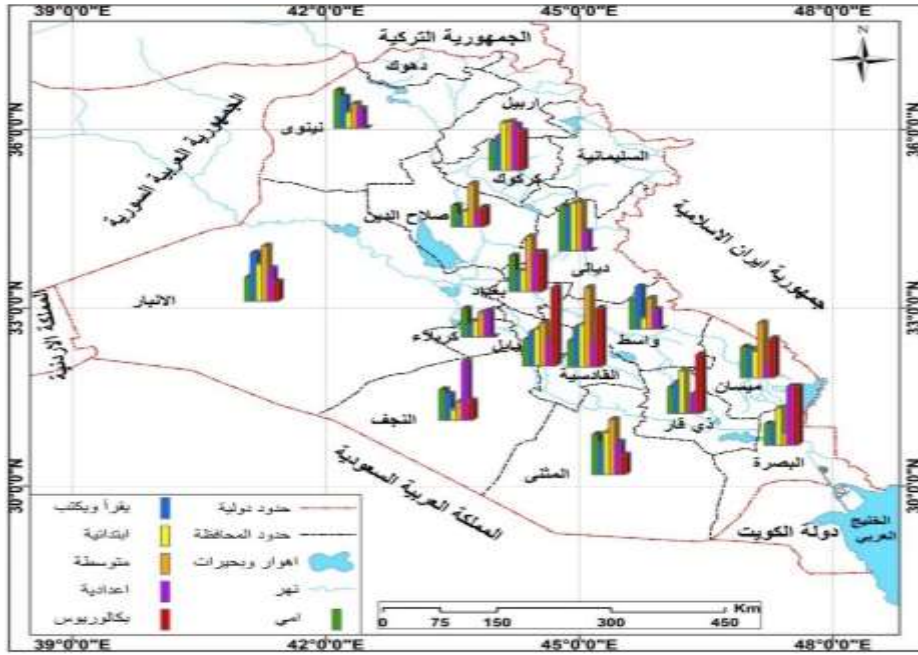 39°0'0"E
42°0'0"E
45°0'0"E
48°0'0"E
الجمهورية التركية
دهوك
اربيل
نينوى
36°0'0"N
36°0'0"N
السليمانية
كركوك
الجمهورية العربية السورية
صلاح الدين
جمهورية ايران الاسلامية
ديالى
بغداد
الانبار
33°0'0"N
33°0'0"N
المملكة الاردنية
كربلاء
بابل
واسط
القادسية
ميسان
النجف
ذي قار
البصرة
المثنى
المملكة العربية السعودية
30°0'0"N
30°0'0"N
دولة الكويت
الخليج
العربي
حدود دولية
حدود المحافظة
اهوار وبحيرات
نهر
امي
يقرأ ويكتب
ابتدائية
متوسطة
اعدادية
بكالوريوس
Km
0 75 150 300 450
39°0'0"E
42°0'0"E
45°0'0"E
48°0'0"E